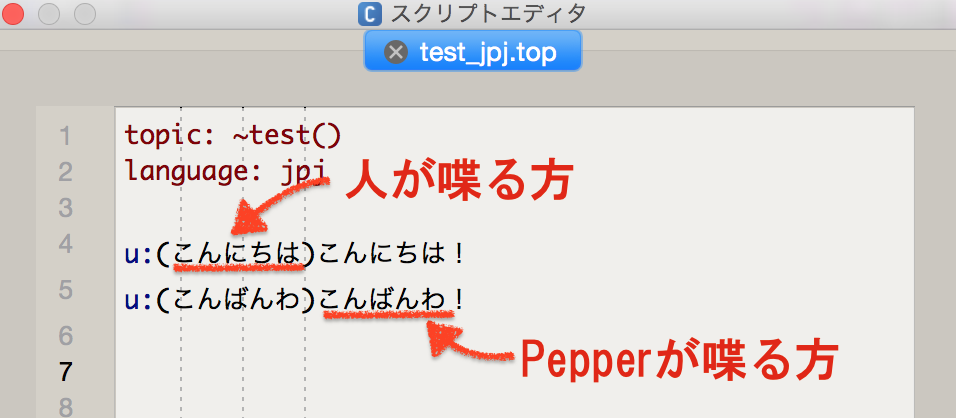 C スクリプトエディタ
test_jpj.top
1 topic: ~test()
2 language: jpj
人が喋る方
3
4 u:(こんにちは)こんにちは！
5 u:(こんばんわ)こんばんわ！
6
Pepperが喋る方
7
8